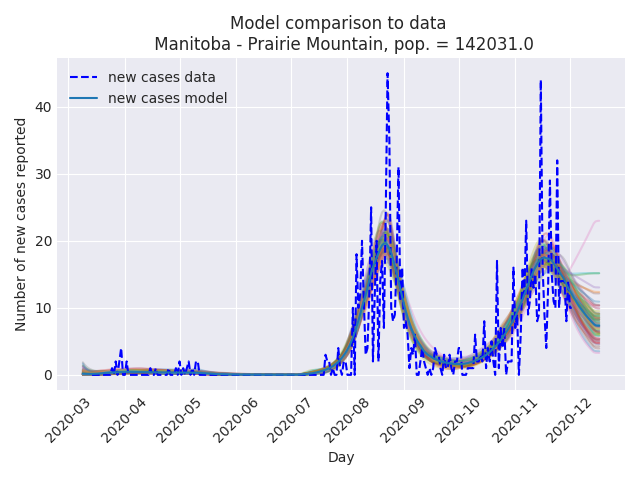 Model comparison to data
Manitoba - Prairie Mountain, pop. = 142031.0
new cases data
new cases model
Number of new cases reported
40
30
20
10
0
2020-03
2020-04
2020-05
2020-06
2020-07
2020-08
2020-09
2020-10
2020-11
2020-12
Day